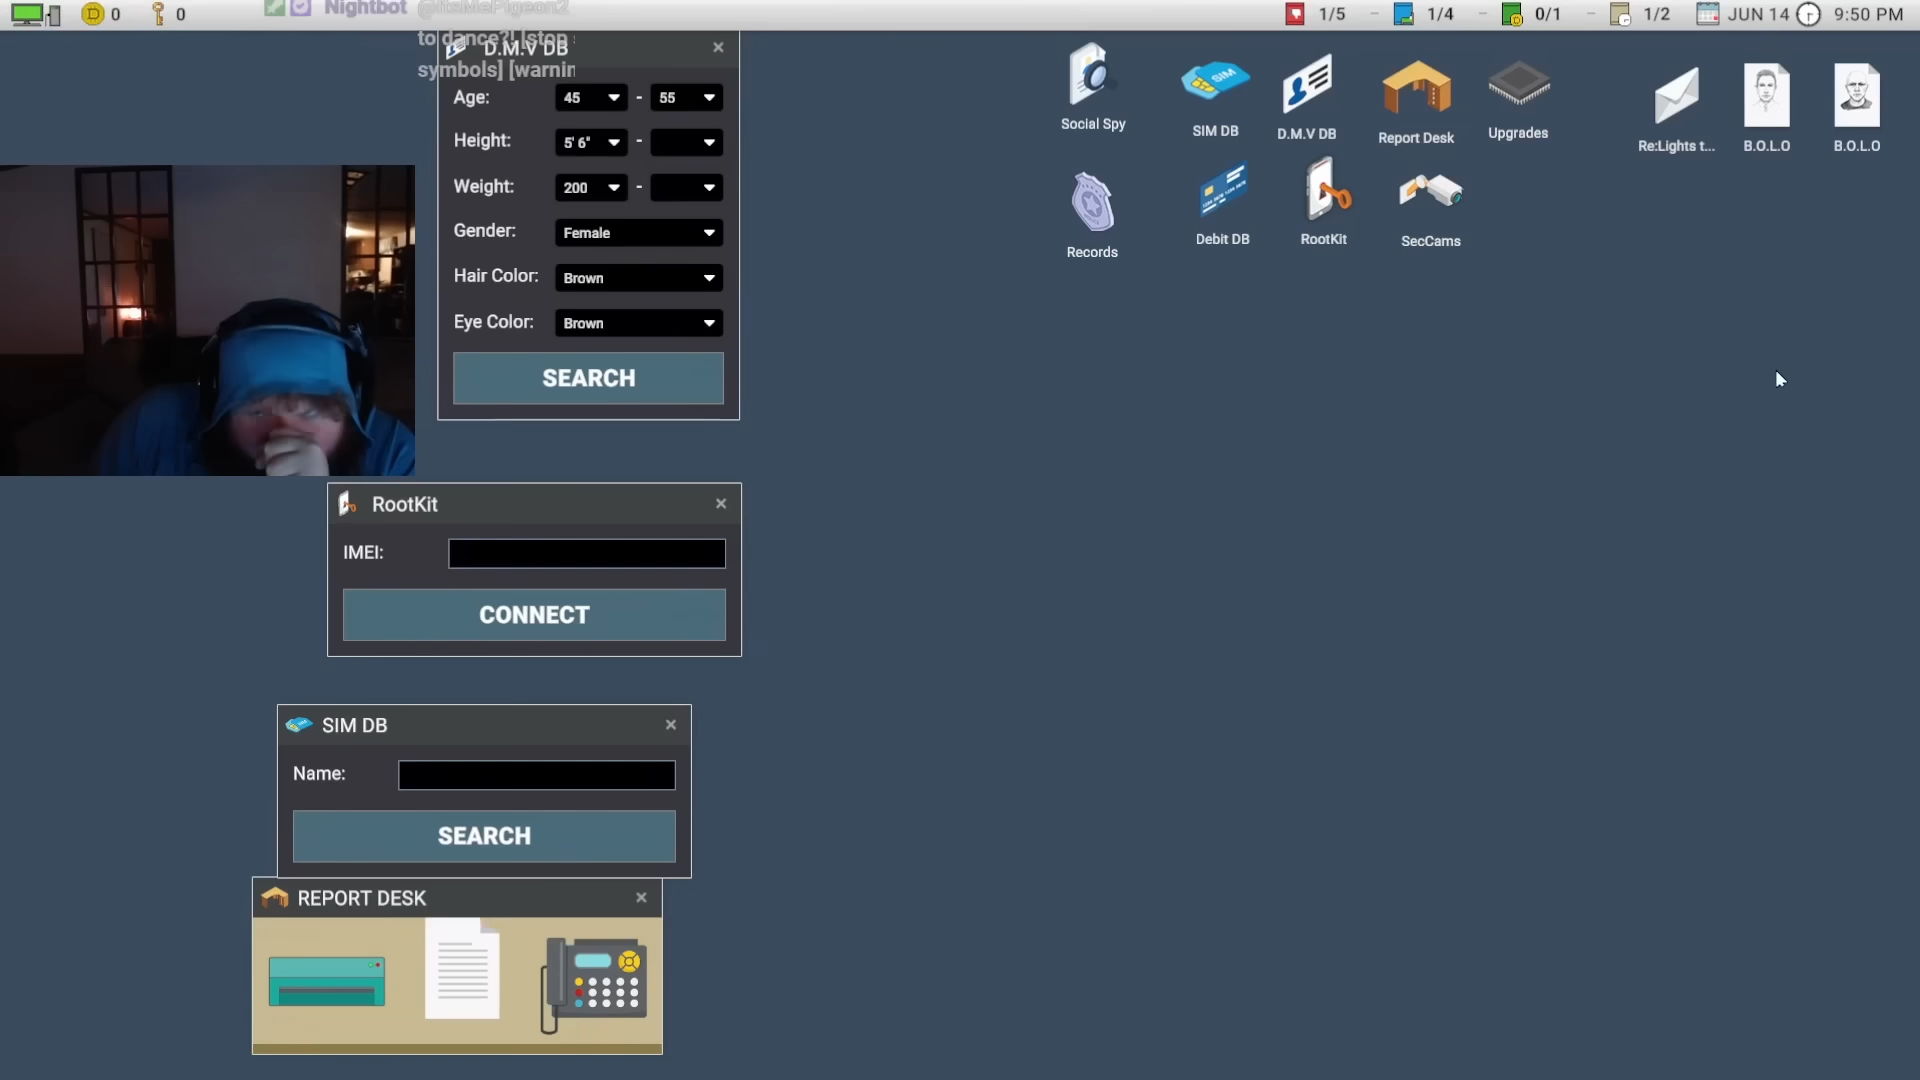 0
0
Nightbot @ItsMePigeon2
to dance?! [stop
symbols] [warnin
1/5
1/4
0/1
1/2
JUN 14
9:50 PM
D.M.V DB
Age: 45 - 55
Height: 5' 6" -
Weight: 200 -
Gender: Female
Hair Color: Brown
Eye Color: Brown
SEARCH
Social Spy
SIM
SIM DB
D.M.V DB
Report Desk
Upgrades
Re:Lights t...
B.O.L.O
B.O.L.O
Records
Debit DB
RootKit
SecCams
RootKit
IMEI:
CONNECT
SIM DB
Name:
SEARCH
REPORT DESK